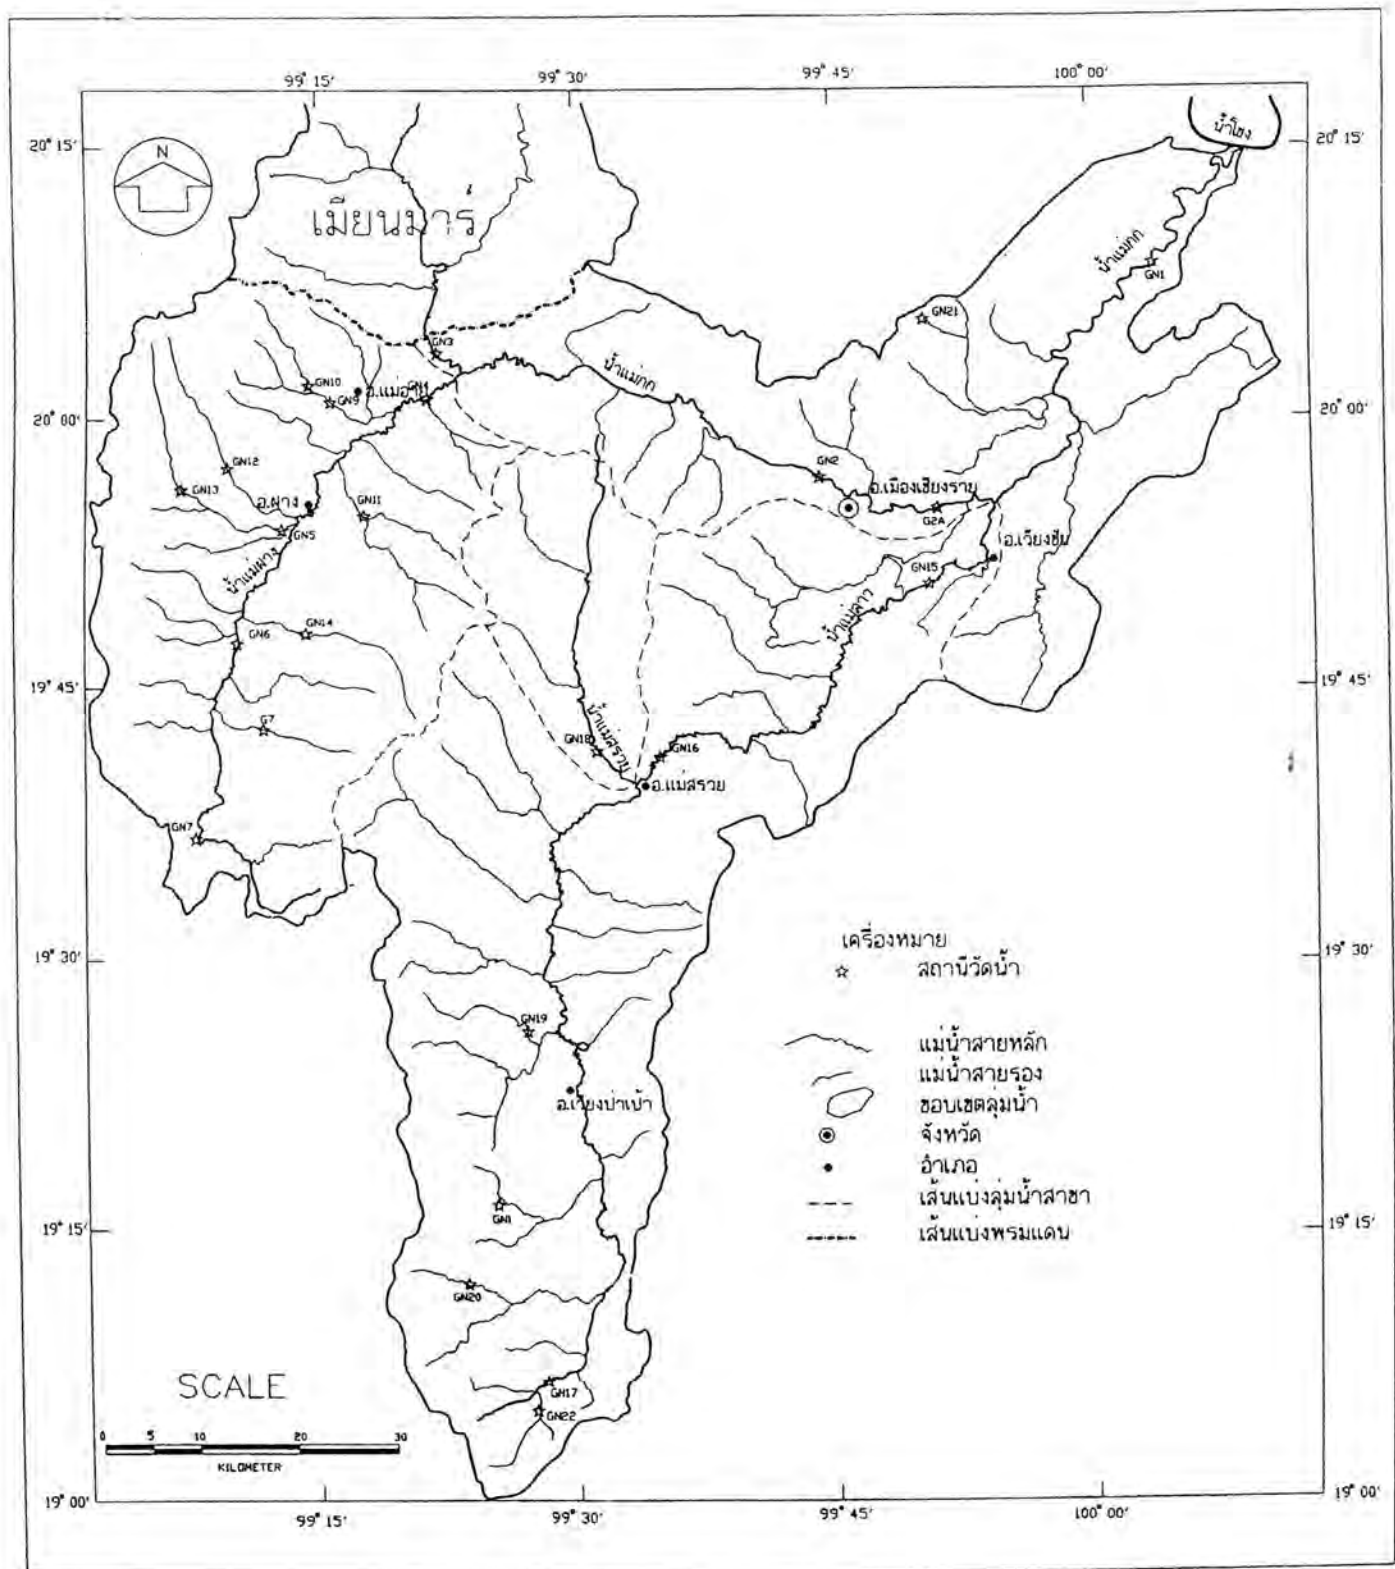 99° 15'
99° 30'
99° 45'
100° 00'
20° 15'
20° 15'
N
น้ำโขง
เมียนมาร์
น้ำแม่กก
GN1
GN21
GN3
น้ำแม่กก
GN10
อ.แม่อาย
GN4
GN9
20° 00'
20° 00'
GN12
GN2
GN13
อ.เมืองเชียงราย
อ.ฝาง
GN11
G2A
GN5
อ.เวียงชัย
น้ำแม่ฝาง
GN15
น้ำแม่ลาว
GN14
GN6
19° 45'
19° 45'
G7
น้ำแม่สรวย
GN18
GN16
อ.แม่สรวย
GN7
เครื่องหมาย
19° 30'
19° 30'
สถานีวัดน้ำ
GN19
แม่น้ำสายหลัก
แม่น้ำสายรอง
อ.เวียงป่าเป้า
ขอบเขตลุ่มน้ำ
จังหวัด
อำเภอ
เส้นแบ่งลุ่มน้ำสาขา
GN1
19° 15'
19° 15'
เส้นแบ่งพรมแดน
GN20
SCALE
GN17
GN22
0 5 10 20 30
KILOMETER
19° 00'
19° 00'
99° 15'
99° 30'
99° 45'
100° 00'